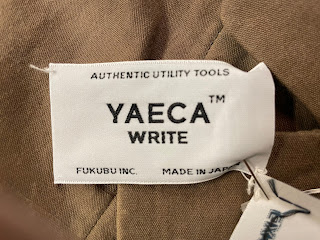 AUTHENTIC UTILITY TOOLS
YAECA™
WRITE
FUKUBU INC. MADE IN JAPAN